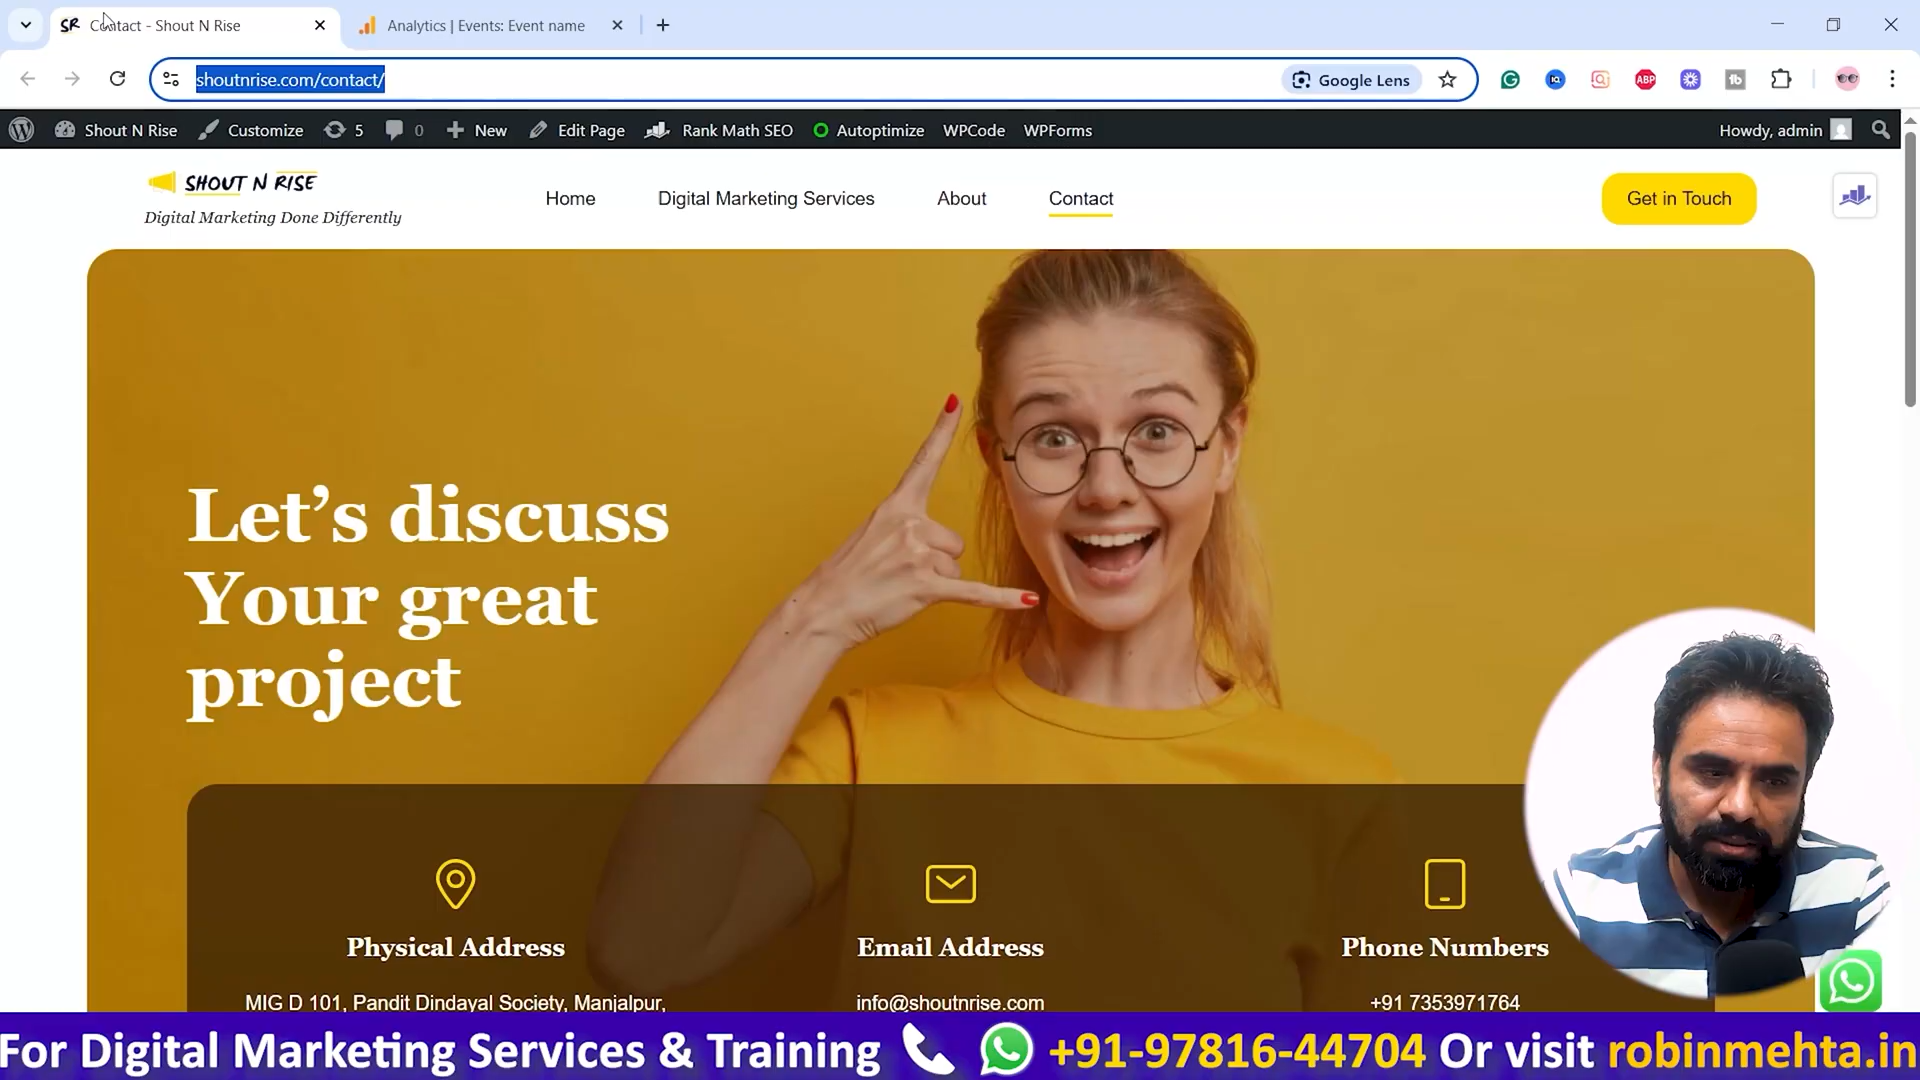 SR Contact - Shout N Rise
Analytics | Events: Event name
shoutnrise.com/contact/
Google Lens
IQ
ABP
tb
Shout N Rise
Customize
5
0
New
Edit Page
Rank Math SEO
Autoptimize
WPCode
WPForms
Howdy, admin
SHOUT N RISE
Digital Marketing Done Differently
Home
Digital Marketing Services
About
Contact
Get in Touch
Let’s discuss
Your great
project
Physical Address
Email Address
Phone Numbers
MIG D 101, Pandit Dindayal Society, Manjalpur,
info@shoutnrise.com
+91 7353971764
For Digital Marketing Services & Training +91-97816-44704 Or visit robinmehta.in